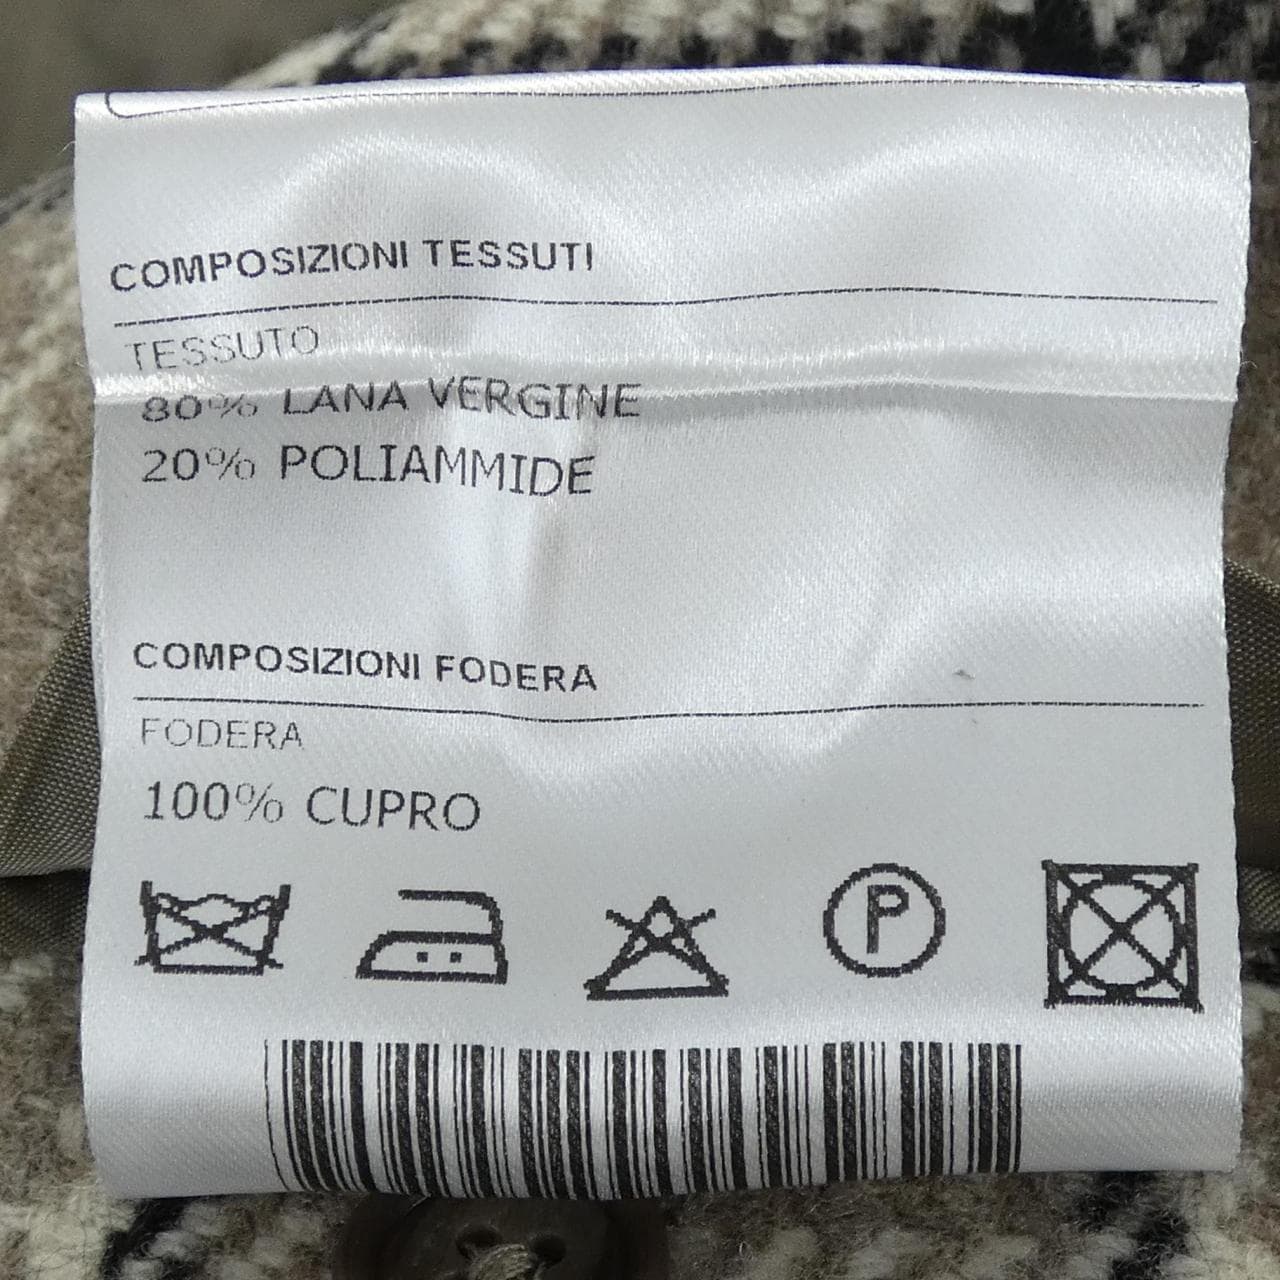 COMPOSIZIONI TESSUTI
TESSUTO
80% LANA VERGINE
20% POLIAMMIDE
COMPOSIZIONI FODERA
FODERA
100% CUPRO
P